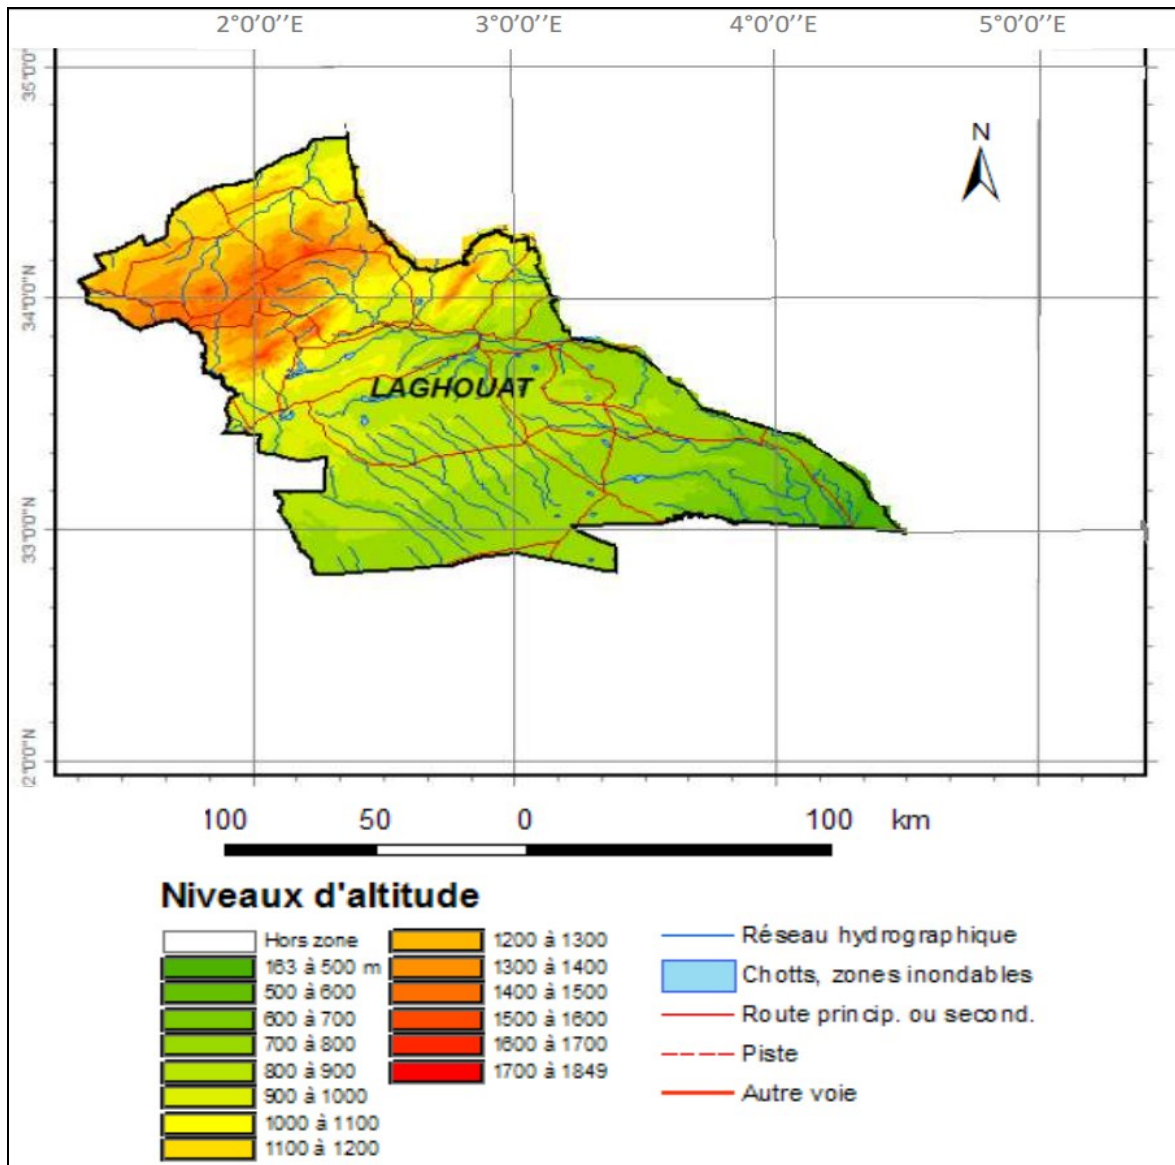 2°0'0''E 3°0'0''E 4°0'0''E 5°0'0''E
35°0'0"
N
34°0'0"N
LAGHOUAT
33°0'0"N
2°0'0"N
100 50 0 100 km
Niveaux d'altitude
Hors zone
163 à 500 m
500 à 600
600 à 700
700 à 800
800 à 900
900 à 1000
1000 à 1100
1100 à 1200
1200 à 1300
1300 à 1400
1400 à 1500
1500 à 1600
1600 à 1700
1700 à 1849
Réseau hydrographique
Chotts, zones inondables
Route princip. ou second.
Piste
Autre voie